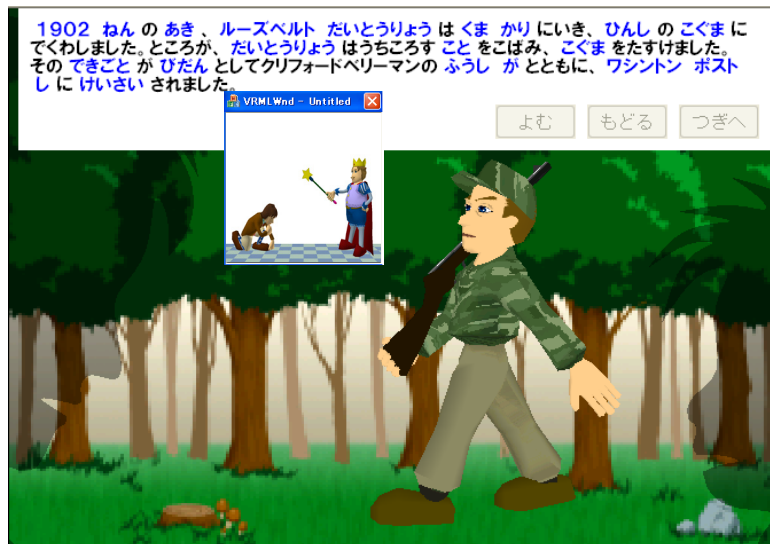 1902 ねん の あき 、 ルーズベルト だいとうりょう は くま かり にいき、 ひんし の こぐま に
でくわしました。ところが、 だいとうりょう はうちころす こと をこばみ、 こぐま をたすけました。
その できごと が びだん としてクリフォードベリーマンの ふうし が とともに、 ワシントン ポスト
し に けいさい されました。
VRMLWnd - Untitled
よむ もどる つぎへ